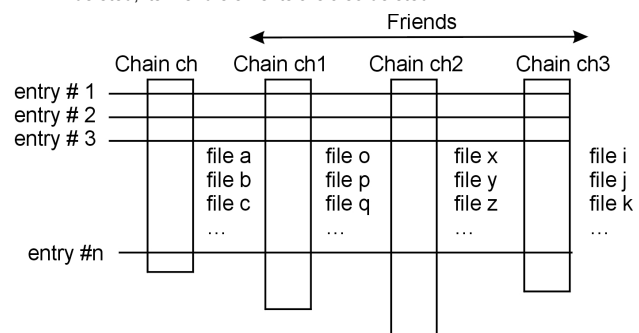 Friends
Chain ch Chain ch1 Chain ch2 Chain ch3
entry # 1
entry # 2
entry # 3
file a file o file x file i
file b file p file y file j
file c file q file z file k
… … … …
entry #n